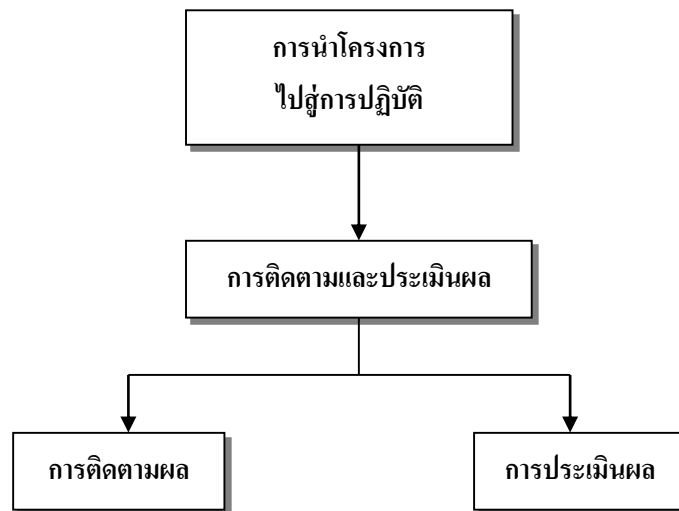 การนำโครงการ
ไปสู่การปฏิบัติ
การติดตามและประเมินผล
การติดตามผล
การประเมินผล